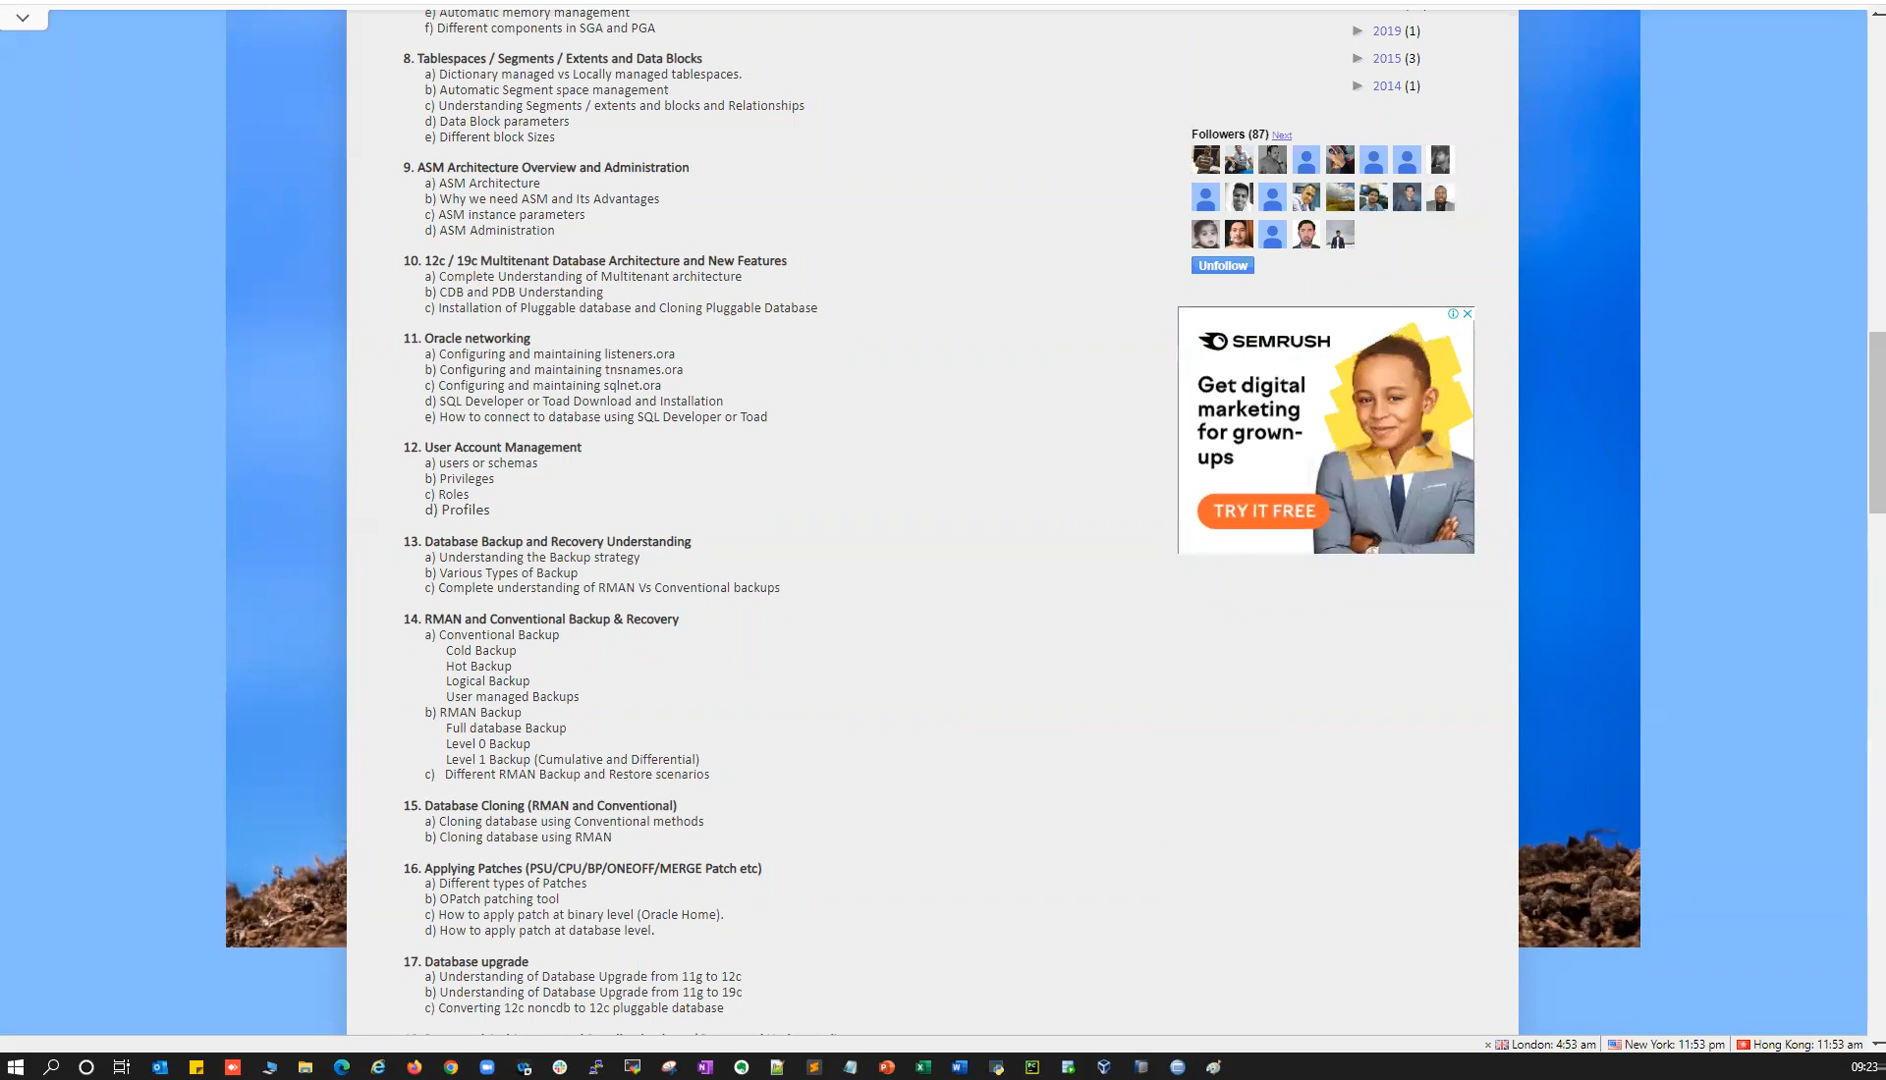 e) Automatic memory management
f) Different components in SGA and PGA
8. Tablespaces / Segments / Extents and Data Blocks
a) Dictionary managed vs Locally managed tablespaces.
b) Automatic Segment space management
c) Understanding Segments / extents and blocks and Relationships
d) Data Block parameters
e) Different block Sizes
9. ASM Architecture Overview and Administration
a) ASM Architecture
b) Why we need ASM and Its Advantages
c) ASM instance parameters
d) ASM Administration
10. 12c / 19c Multitenant Database Architecture and New Features
a) Complete Understanding of Multitenant architecture
b) CDB and PDB Understanding
c) Installation of Pluggable database and Cloning Pluggable Database
11. Oracle networking
a) Configuring and maintaining listeners.ora
b) Configuring and maintaining tnsnames.ora
c) Configuring and maintaining sqlnet.ora
d) SQL Developer or Toad Download and Installation
e) How to connect to database using SQL Developer or Toad
12. User Account Management
a) users or schemas
b) Privileges
c) Roles
d) Profiles
13. Database Backup and Recovery Understanding
a) Understanding the Backup strategy
b) Various Types of Backup
c) Complete understanding of RMAN Vs Conventional backups
14. RMAN and Conventional Backup & Recovery
a) Conventional Backup
Cold Backup
Hot Backup
Logical Backup
User managed Backups
b) RMAN Backup
Full database Backup
Level 0 Backup
Level 1 Backup (Cumulative and Differential)
c) Different RMAN Backup and Restore scenarios
15. Database Cloning (RMAN and Conventional)
a) Cloning database using Conventional methods
b) Cloning database using RMAN
16. Applying Patches (PSU/CPU/BP/ONEOFF/MERGE Patch etc)
a) Different types of Patches
b) OPatch patching tool
c) How to apply patch at binary level (Oracle Home).
d) How to apply patch at database level.
17. Database upgrade
a) Understanding of Database Upgrade from 11g to 12c
b) Understanding of Database Upgrade from 11g to 19c
c) Converting 12c noncdb to 12c pluggable database
► 2019 (1)
► 2015 (3)
► 2014 (1)
Followers (87) Next
Unfollow
SEMRUSH
Get digital
marketing
for grown-
ups
TRY IT FREE
London: 4:53 am New York: 11:53 pm Hong Kong: 11:53 am
09:23